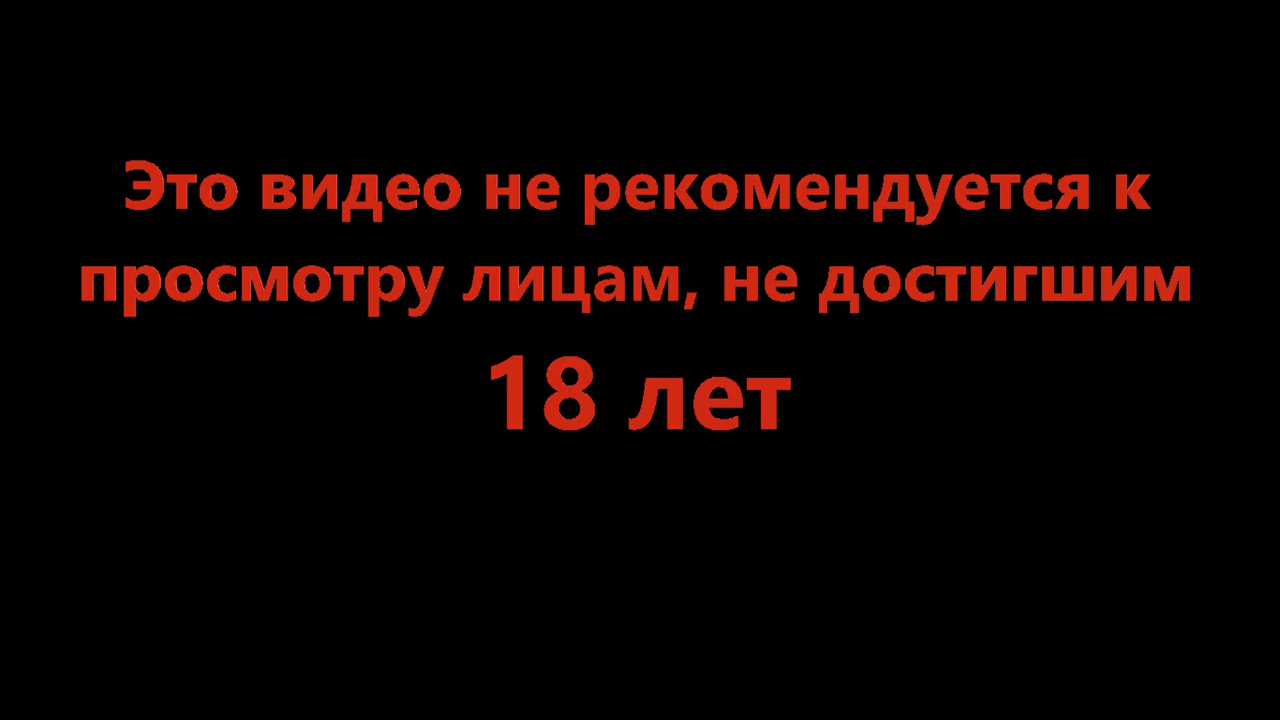 Это видео не рекомендуется к
просмотру лицам, не достигшим
18 лет